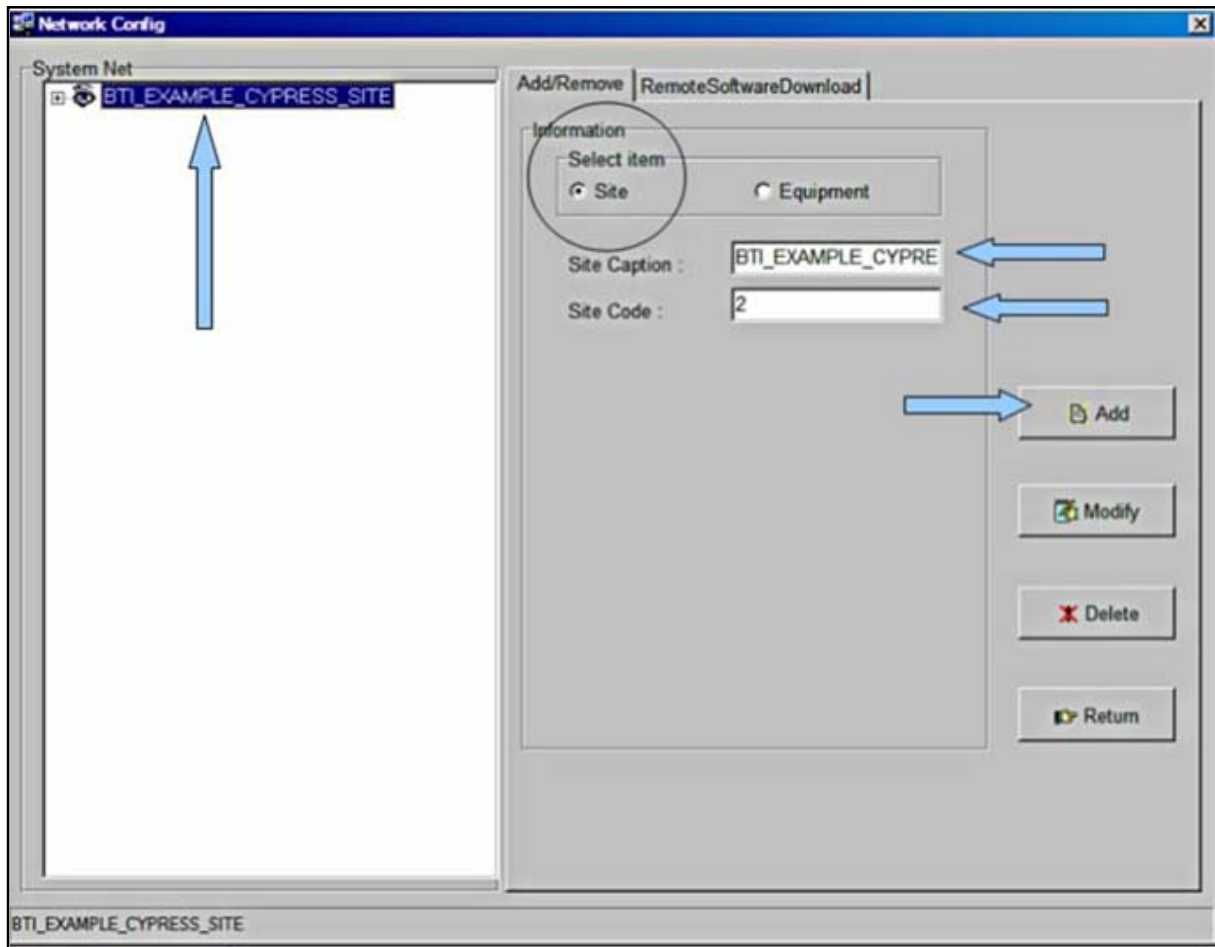 Network Config
System Net
BTI_EXAMPLE_CYPRESS_SITE
Add/Remove
RemoteSoftwareDownload
Information
Select item
Site
Equipment
Site Caption :
BTI_EXAMPLE_CYPRE
Site Code :
2
Add
Modify
Delete
Return
BTI_EXAMPLE_CYPRESS_SITE